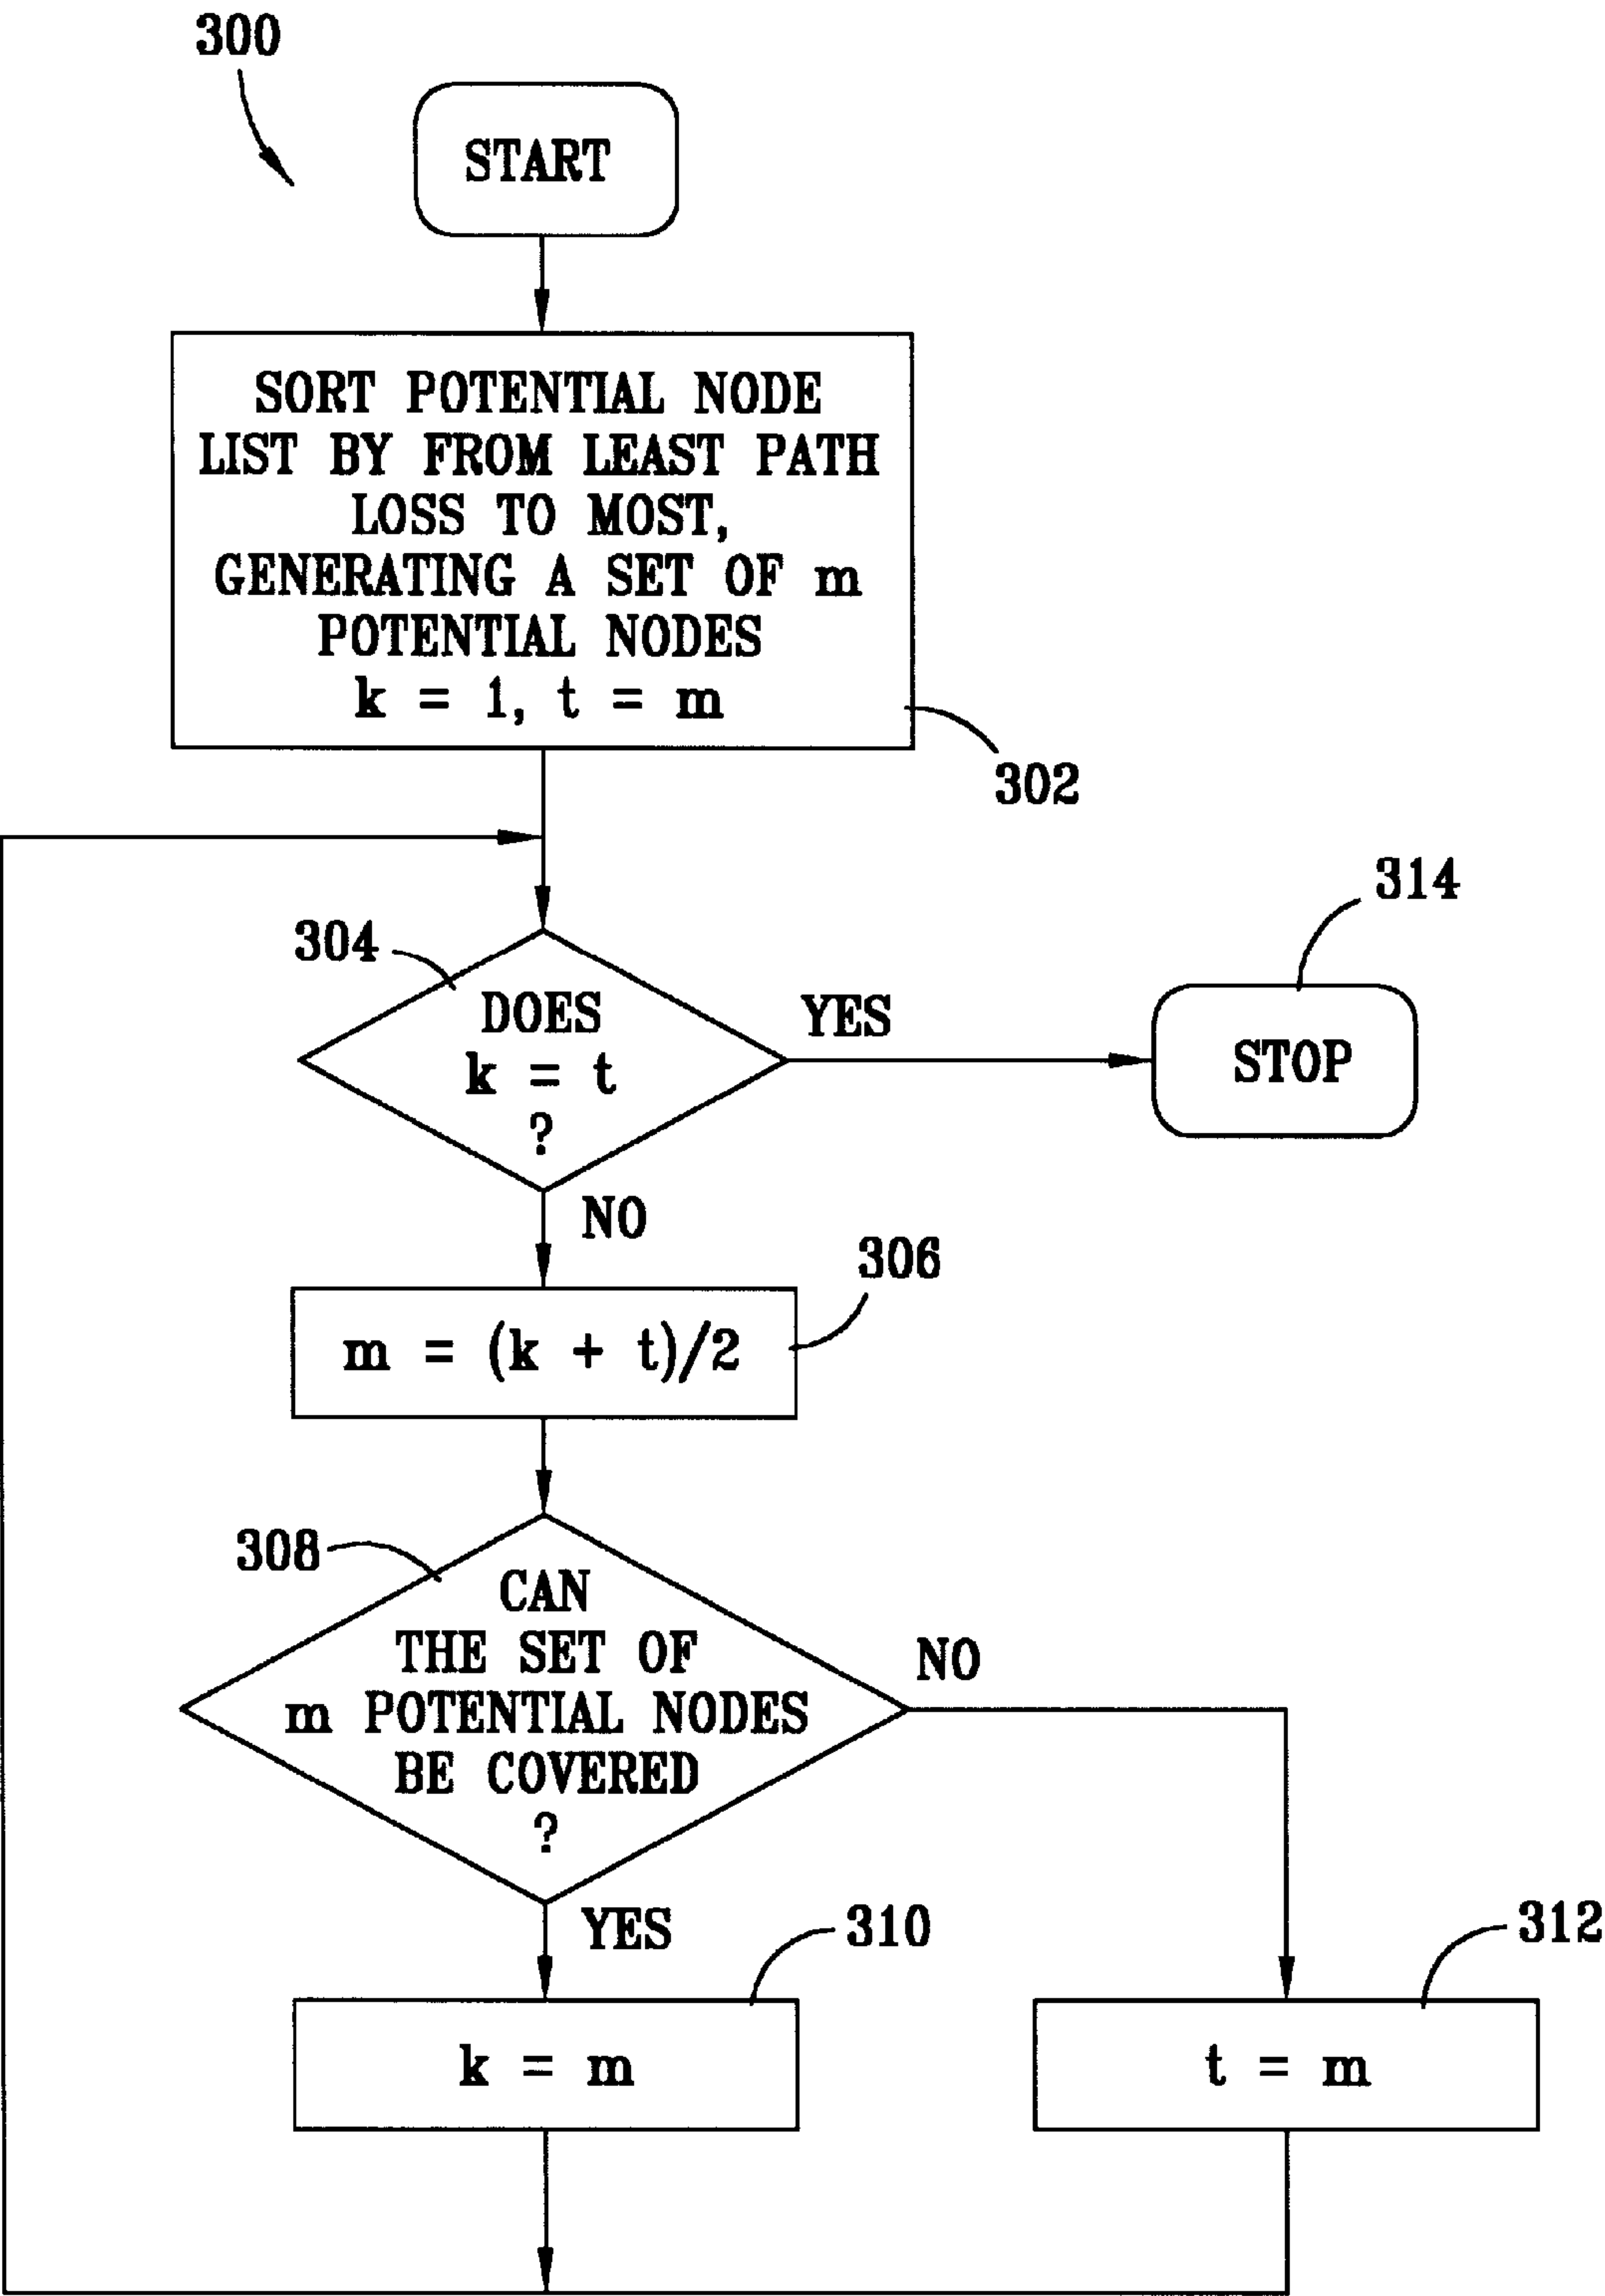 300
START
SORT POTENTIAL NODE
LIST BY FROM LEAST PATH
LOSS TO MOST,
GENERATING A SET OF m
POTENTIAL NODES
k = 1, t = m
302
304
DOES
k = t
?
YES
314
STOP
NO
306
m = (k + t)/2
308
CAN
THE SET OF
m POTENTIAL NODES
BE COVERED
?
NO
YES
310
k = m
312
t = m